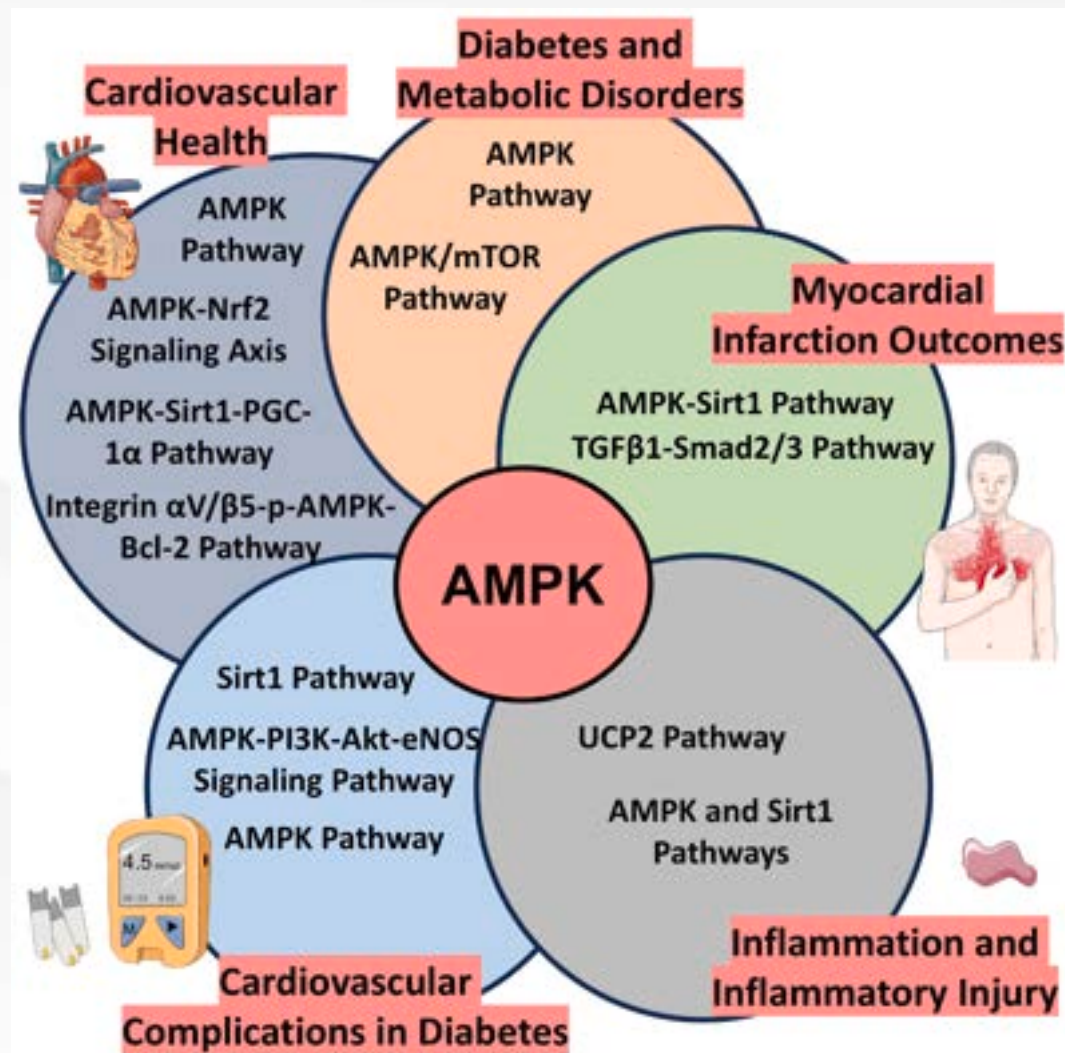 Cardiovascular
Health
AMPK
Pathway
AMPK-Nrf2
Signaling Axis
AMPK-Sirt1-PGC-
1α Pathway
Integrin αV/β5-p-AMPK-
Bcl-2 Pathway
Diabetes and
Metabolic Disorders
AMPK
Pathway
AMPK/mTOR
Pathway
Myocardial
Infarction Outcomes
AMPK-Sirt1 Pathway
TGFβ1-Smad2/3 Pathway
AMPK
Sirt1 Pathway
AMPK-PI3K-Akt-eNOS
Signaling Pathway
AMPK Pathway
4.5
M
Cardiovascular
Complications in Diabetes
UCP2 Pathway
AMPK and Sirt1
Pathways
Inflammation and
Inflammatory Injury